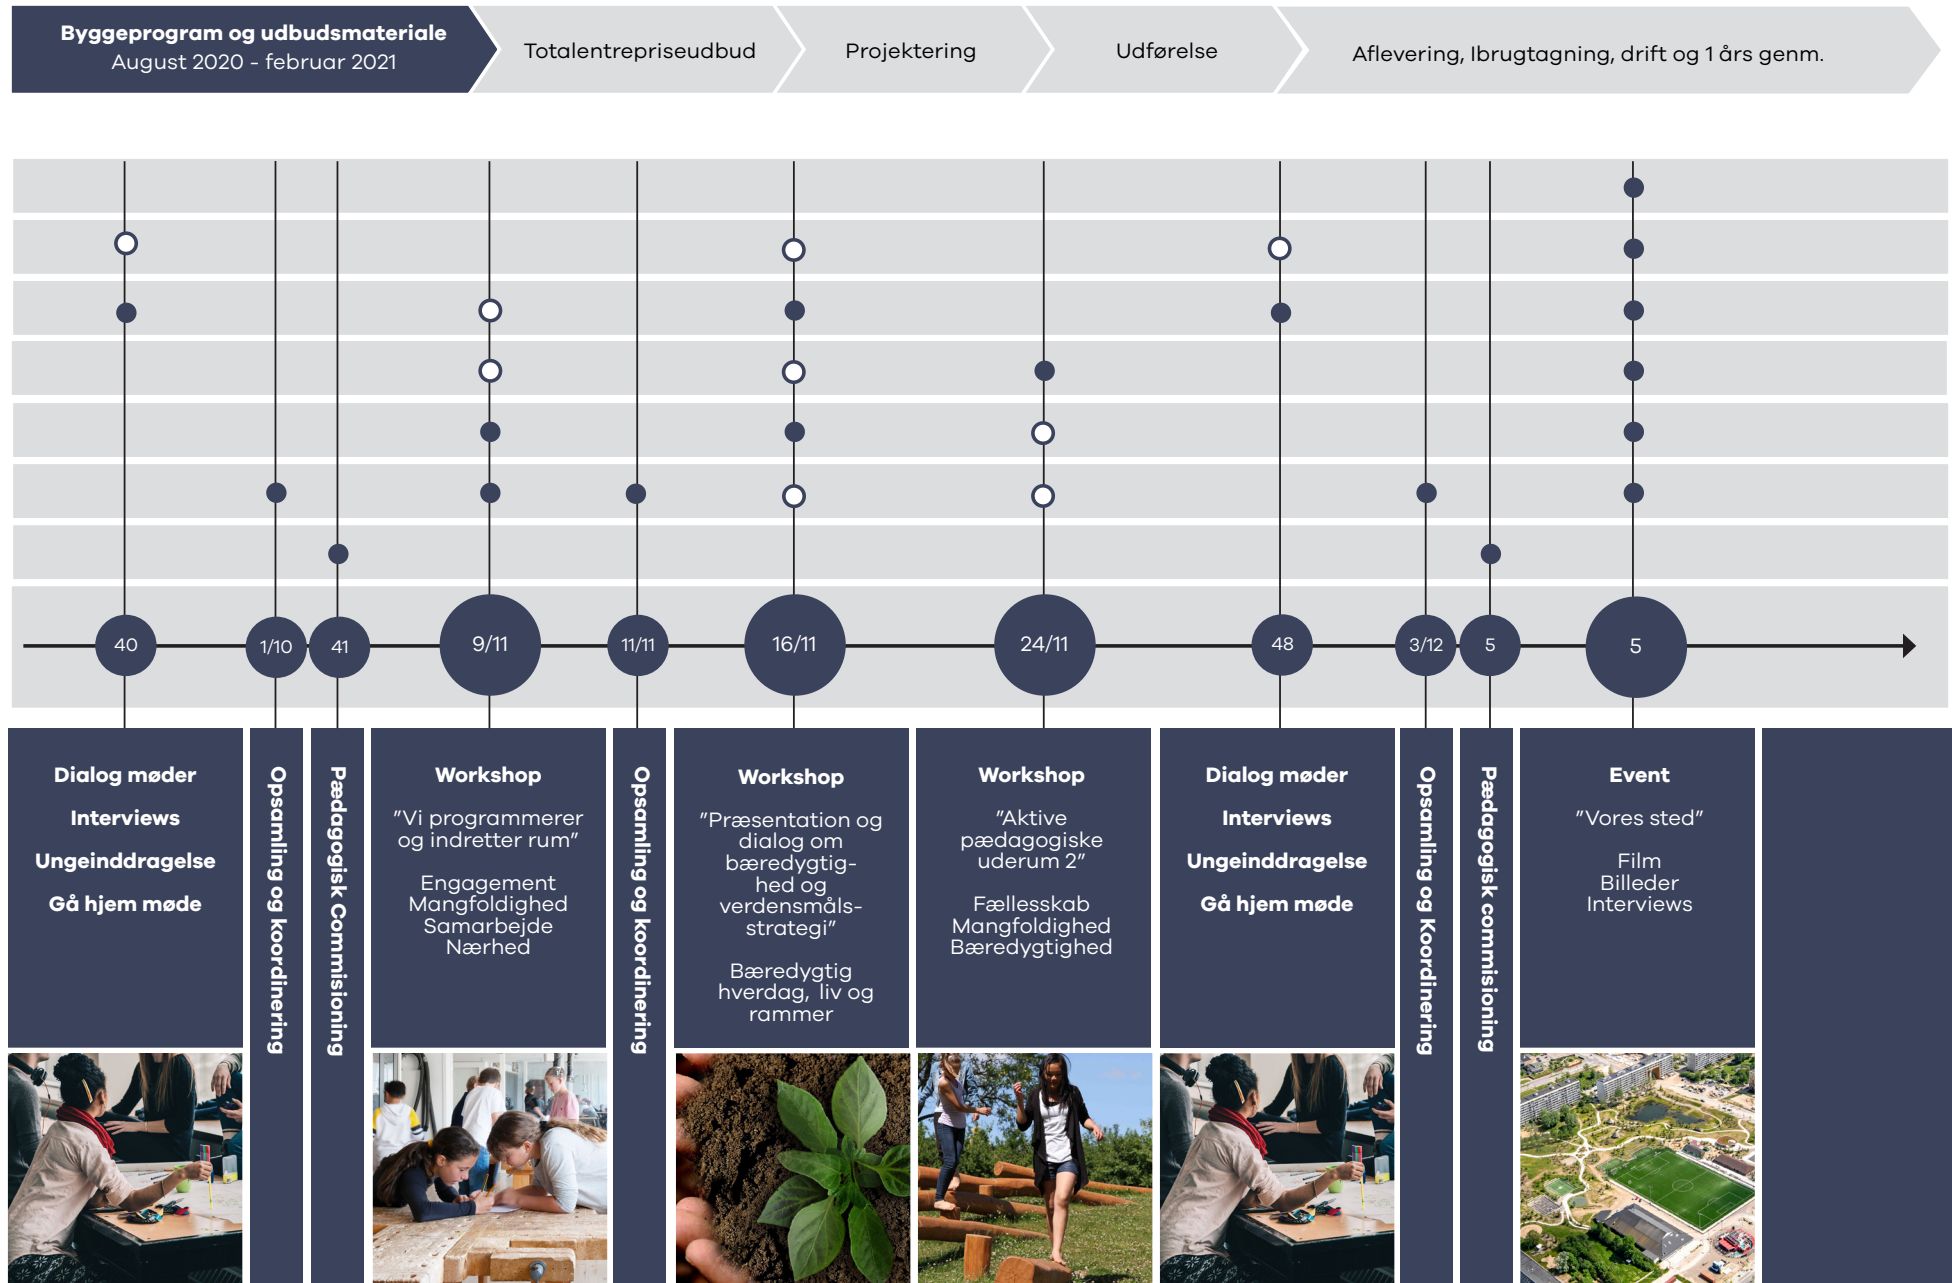 Byggeprogram og udbudsmateriale
August 2020 - februar 2021
Totalentrepriseudbud
Projektering
Udførelse
Aflevering, Ibrugtagning, drift og 1 års genm.
40
1/10
41
9/11
11/11
16/11
24/11
48
3/12
5
5
Dialog møder
Interviews
Ungeinddragelse
Gå hjem møde
Opsamling og koordinering
Pædagogisk Commisioning
Workshop
"Vi programmerer
og indretter rum"
Engagement
Mangfoldighed
Samarbejde
Nærhed
Opsamling og koordinering
Workshop
"Præsentation og
dialog om
bæredygtig-
hed og
verdensmåls-
strategi"
Bæredygtig
hverdag, liv og
rammer
Workshop
"Aktive
pædagogiske
uderum 2"
Fællesskab
Mangfoldighed
Bæredygtighed
Dialog møder
Interviews
Ungeinddragelse
Gå hjem møde
Opsamling og Koordinering
Pædagogisk commisioning
Event
"Vores sted"
Film
Billeder
Interviews